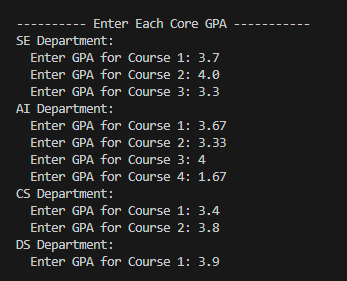 ---------- Enter Each Core GPA -----------
SE Department:
Enter GPA for Course 1: 3.7
Enter GPA for Course 2: 4.0
Enter GPA for Course 3: 3.3
AI Department:
Enter GPA for Course 1: 3.67
Enter GPA for Course 2: 3.33
Enter GPA for Course 3: 4
Enter GPA for Course 4: 1.67
CS Department:
Enter GPA for Course 1: 3.4
Enter GPA for Course 2: 3.8
DS Department:
Enter GPA for Course 1: 3.9